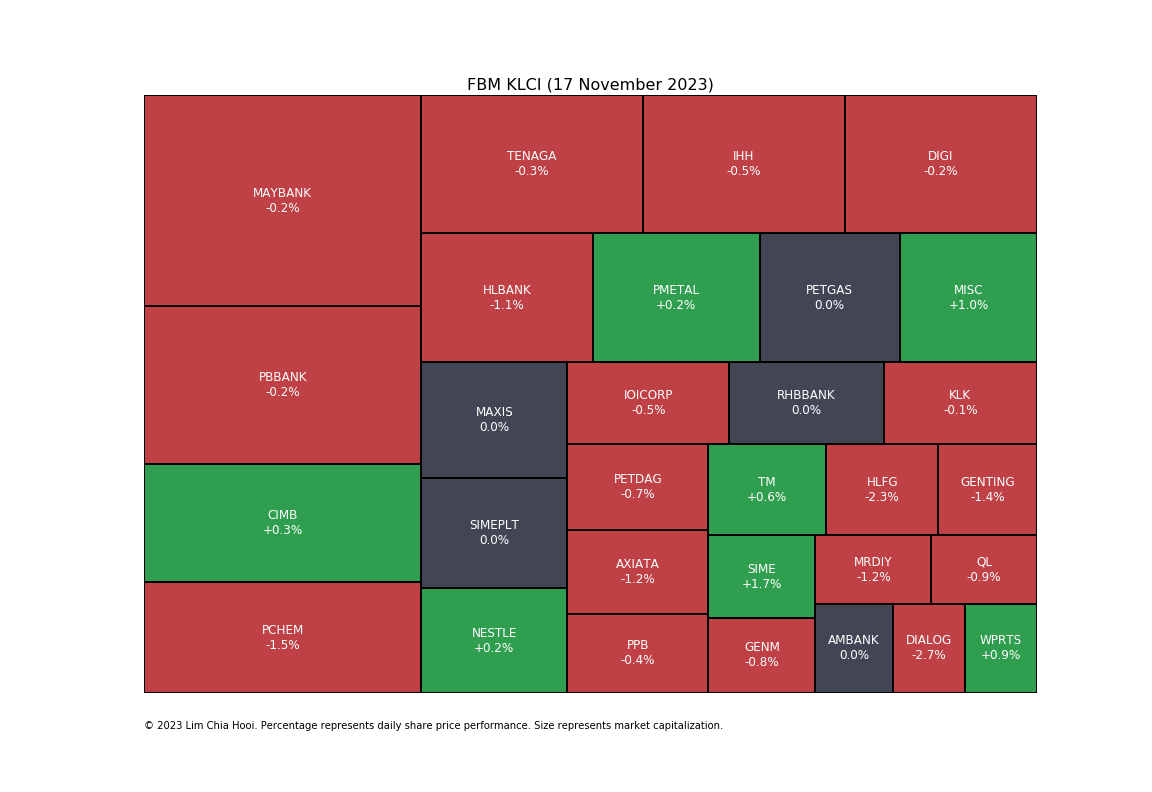 FBM KLCI (17 November 2023)
MAYBANK
-0.2%
PBBANK
-0.2%
CIMB
+0.3%
PCHEM
-1.5%
TENAGA
-0.3%
IHH
-0.5%
DIGI
-0.2%
HLBANK
-1.1%
PMETAL
+0.2%
PETGAS
0.0%
MISC
+1.0%
MAXIS
0.0%
SIMEPLT
0.0%
NESTLE
+0.2%
IOICORP
-0.5%
RHBBANK
0.0%
KLK
-0.1%
PETDAG
-0.7%
AXIATA
-1.2%
PPB
-0.4%
TM
+0.6%
HLFG
-2.3%
GENTING
-1.4%
SIME
+1.7%
GENM
-0.8%
MRDIY
-1.2%
QL
-0.9%
AMBANK
0.0%
DIALOG
-2.7%
WPRTS
+0.9%
© 2023 Lim Chia Hooi. Percentage represents daily share price performance. Size represents market capitalization.